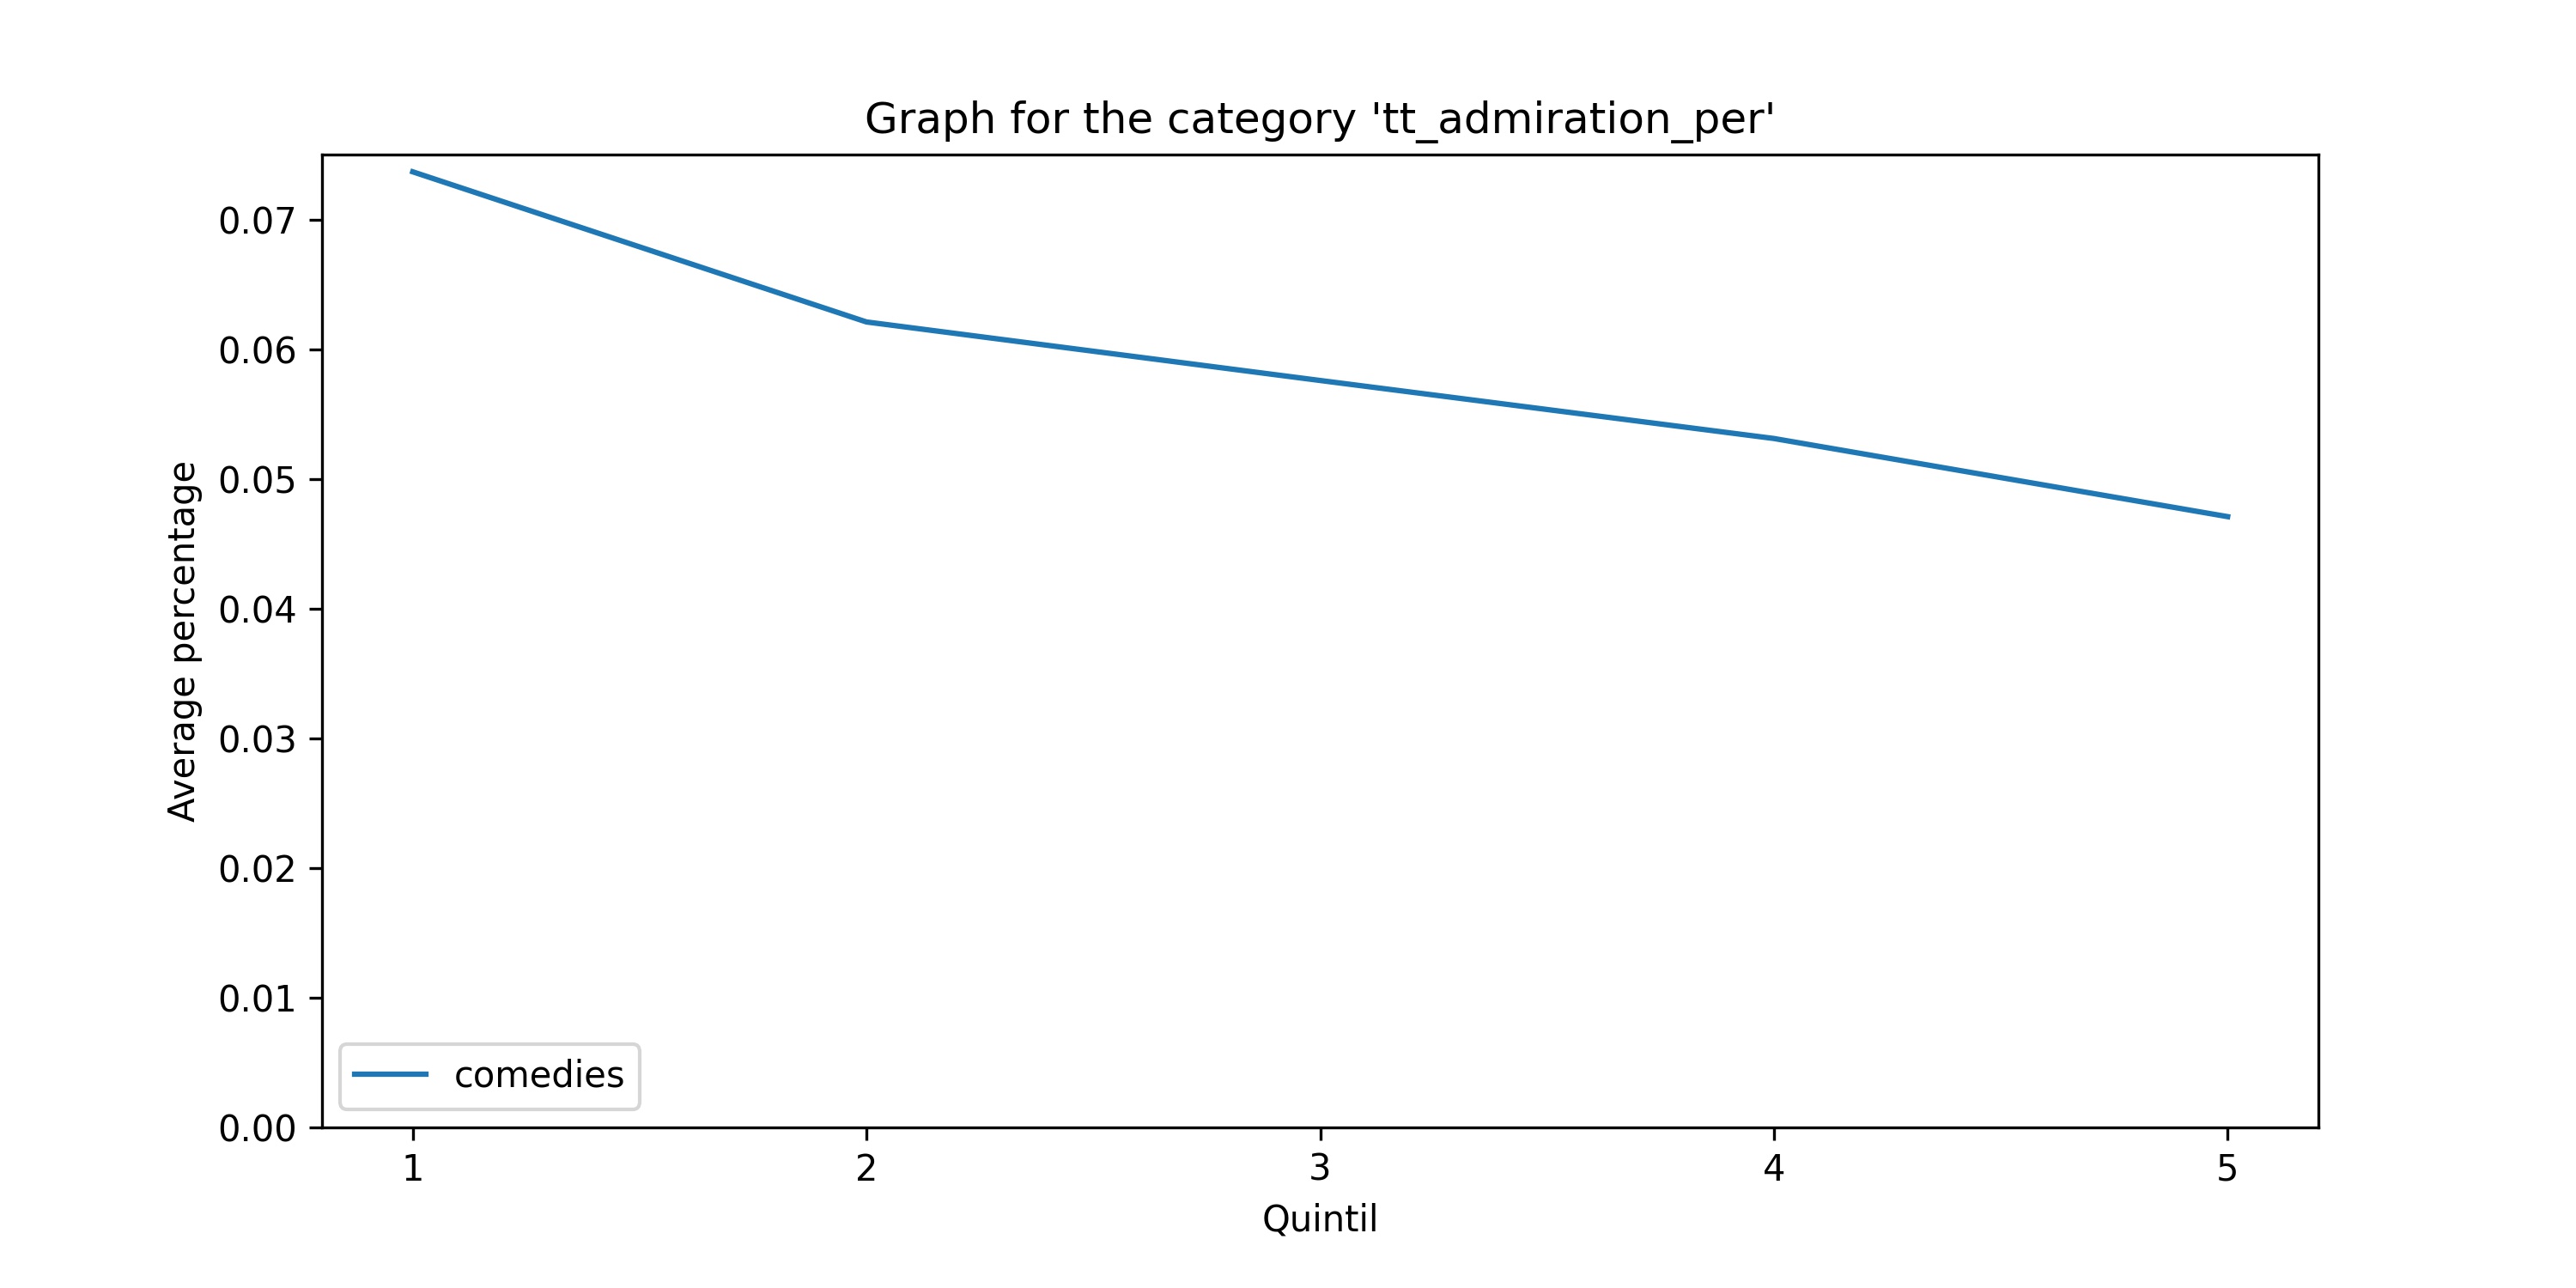 Graph for the category 'tt_admiration_per'
0.07
0.06
0.05
0.04
0.03
0.02
0.01
0.00
Average percentage
comedies
1 2 3 4 5
Quintil